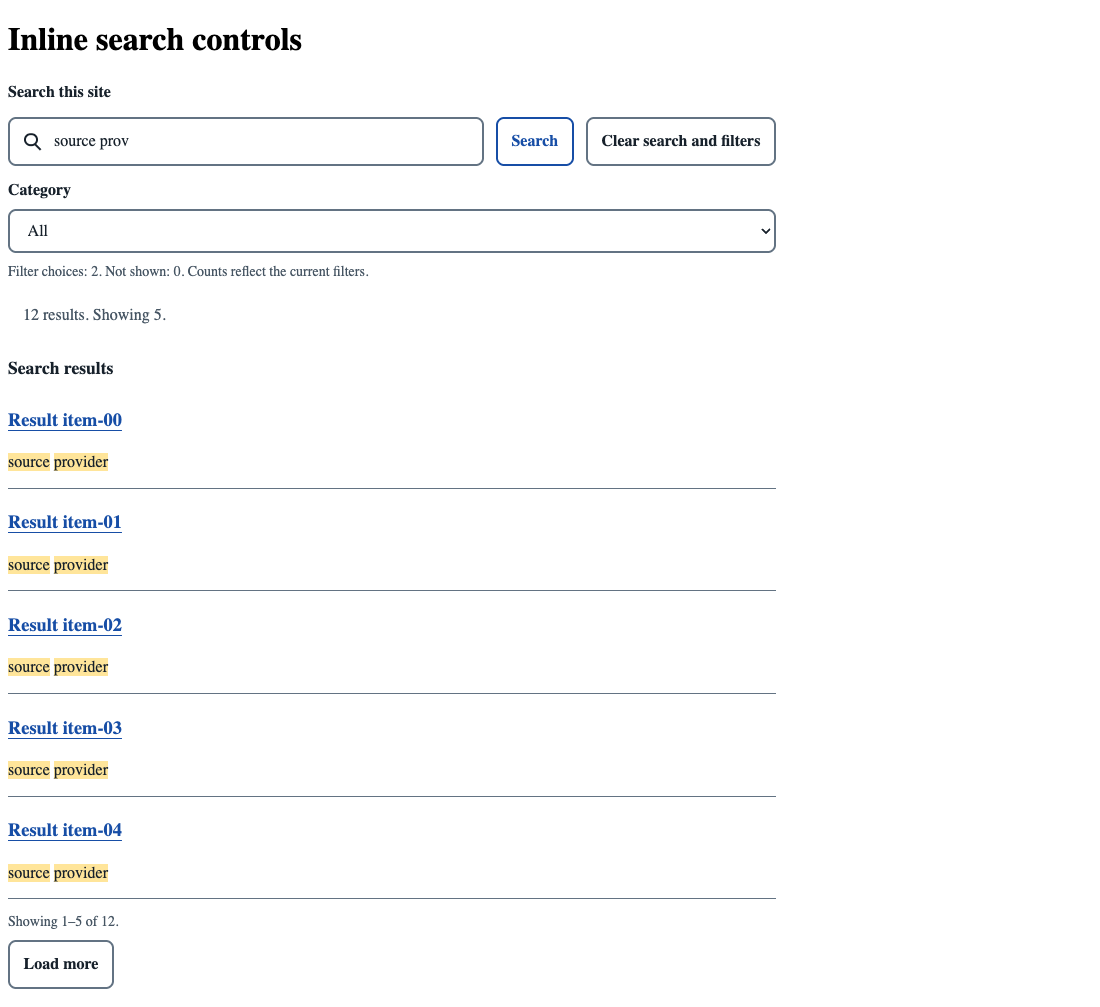 Inline search controls
Search this site
source prov
Search
Clear search and filters
Category
All
Filter choices: 2. Not shown: 0. Counts reflect the current filters.
12 results. Showing 5.
Search results
Result item-00
source provider
Result item-01
source provider
Result item-02
source provider
Result item-03
source provider
Result item-04
source provider
Showing 1–5 of 12.
Load more